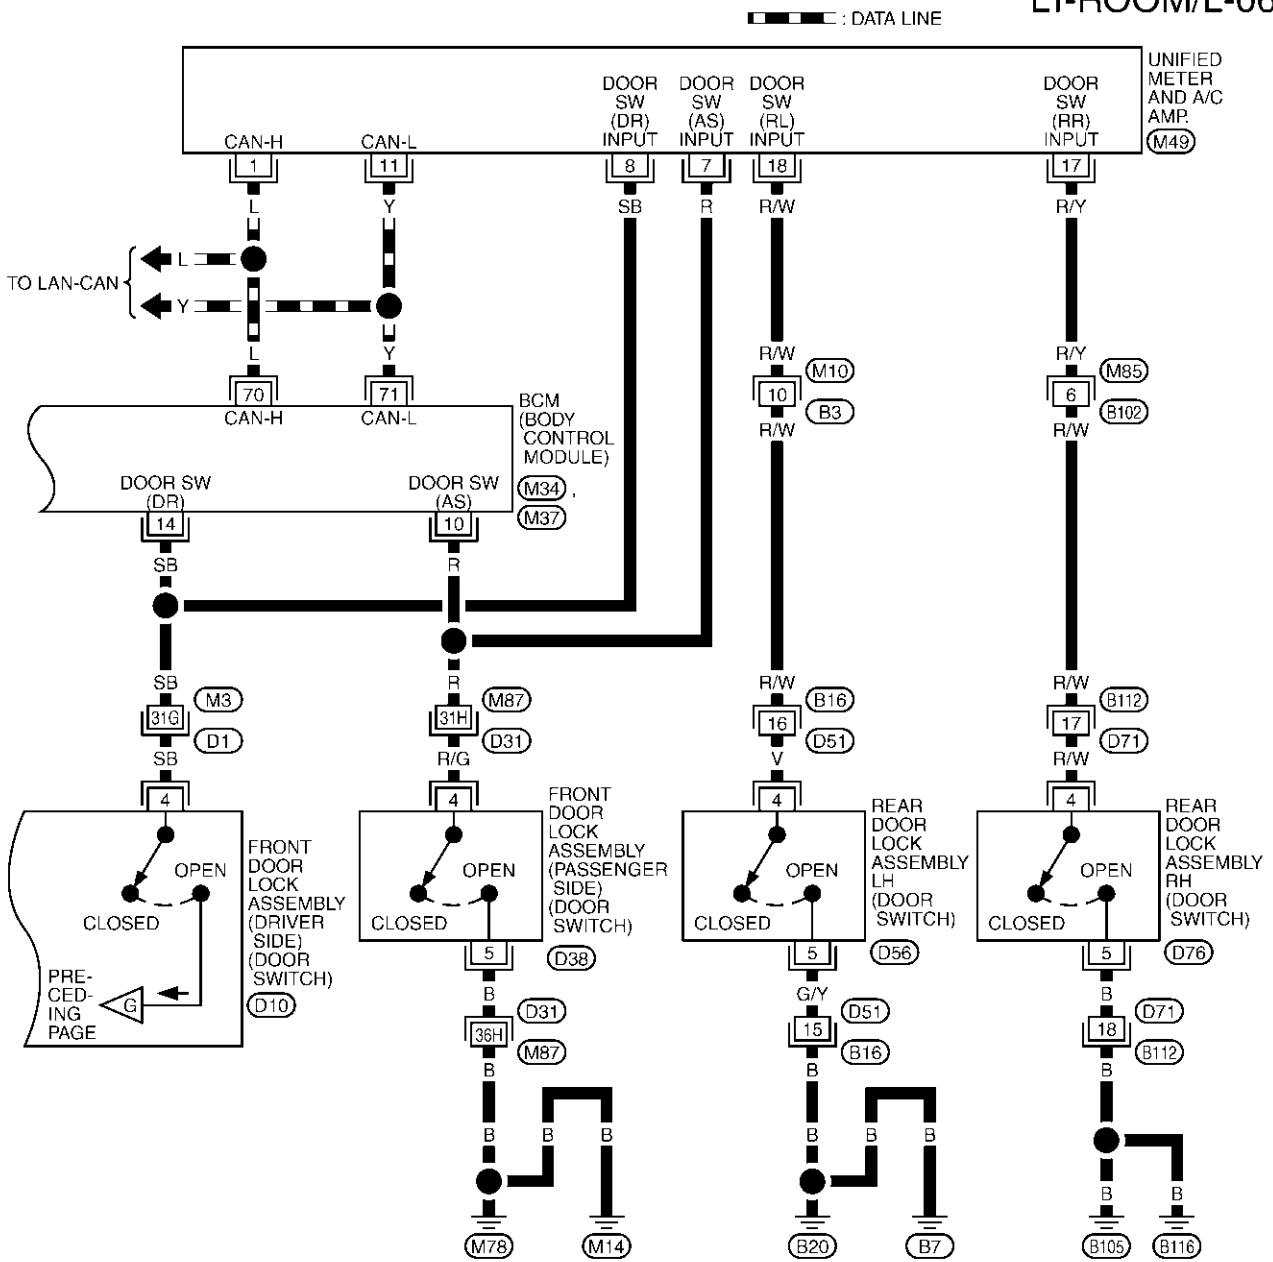 : DATA LINE
UNIFIED
METER
AND A/C
AMP.
M49
DOOR
SW
(DR)
INPUT
DOOR
SW
(AS)
INPUT
DOOR
SW
(RL)
INPUT
DOOR
SW
(RR)
INPUT
CAN-H
CAN-L
1
11
8
7
18
17
L
Y
SB
R
R/W
R/Y
TO LAN-CAN
L
Y
L
Y
R/W
R/Y
M10
M85
70
71
10
6
B3
B102
CAN-H
CAN-L
R/W
R/W
BCM
(BODY
CONTROL
MODULE)
M34 ,
M37
DOOR SW
(DR)
DOOR SW
(AS)
14
10
SB
R
SB
R
R/W
R/W
M3
M87
B16
B112
31G
31H
16
17
D1
D31
D51
D71
SB
R/G
V
R/W
4
4
4
4
OPEN
CLOSED
FRONT
DOOR
LOCK
ASSEMBLY
(DRIVER
SIDE)
(DOOR
SWITCH)
D10
PRE-
CED-
ING
PAGE
G
OPEN
CLOSED
FRONT
DOOR
LOCK
ASSEMBLY
(PASSENGER
SIDE)
(DOOR
SWITCH)
D38
OPEN
CLOSED
REAR
DOOR
LOCK
ASSEMBLY
LH
(DOOR
SWITCH)
D56
OPEN
CLOSED
REAR
DOOR
LOCK
ASSEMBLY
RH
(DOOR
SWITCH)
D76
5
5
5
B
G/Y
B
D31
D51
D71
36H
15
18
M87
B16
B112
B
B
B
B
B
B
B
B
B
B
B
M78
M14
B20
B7
B105
B116